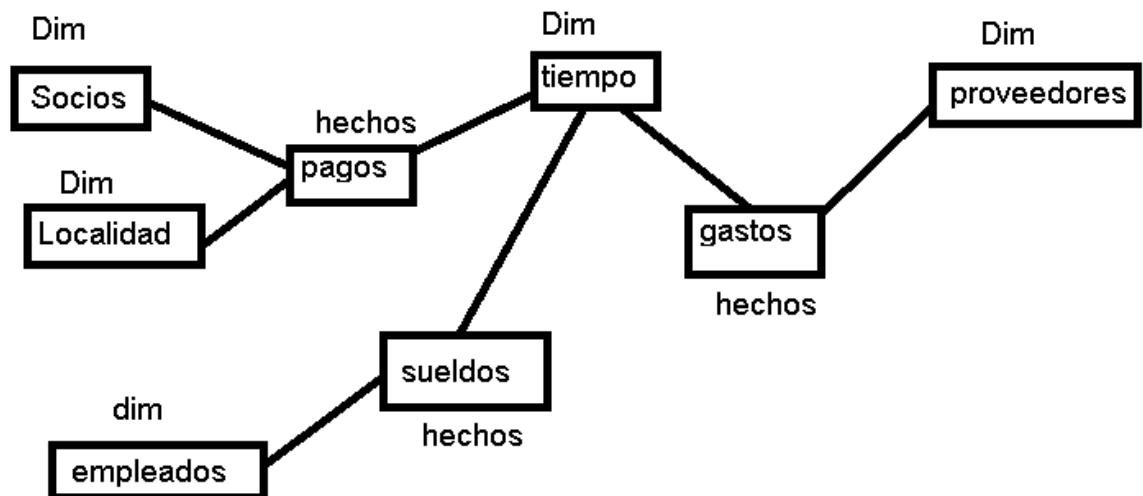 Dim
Socios
Dim
Localidad
hechos
pagos
Dim
tiempo
Dim
proveedores
gastos
hechos
sueldos
hechos
dim
empleados